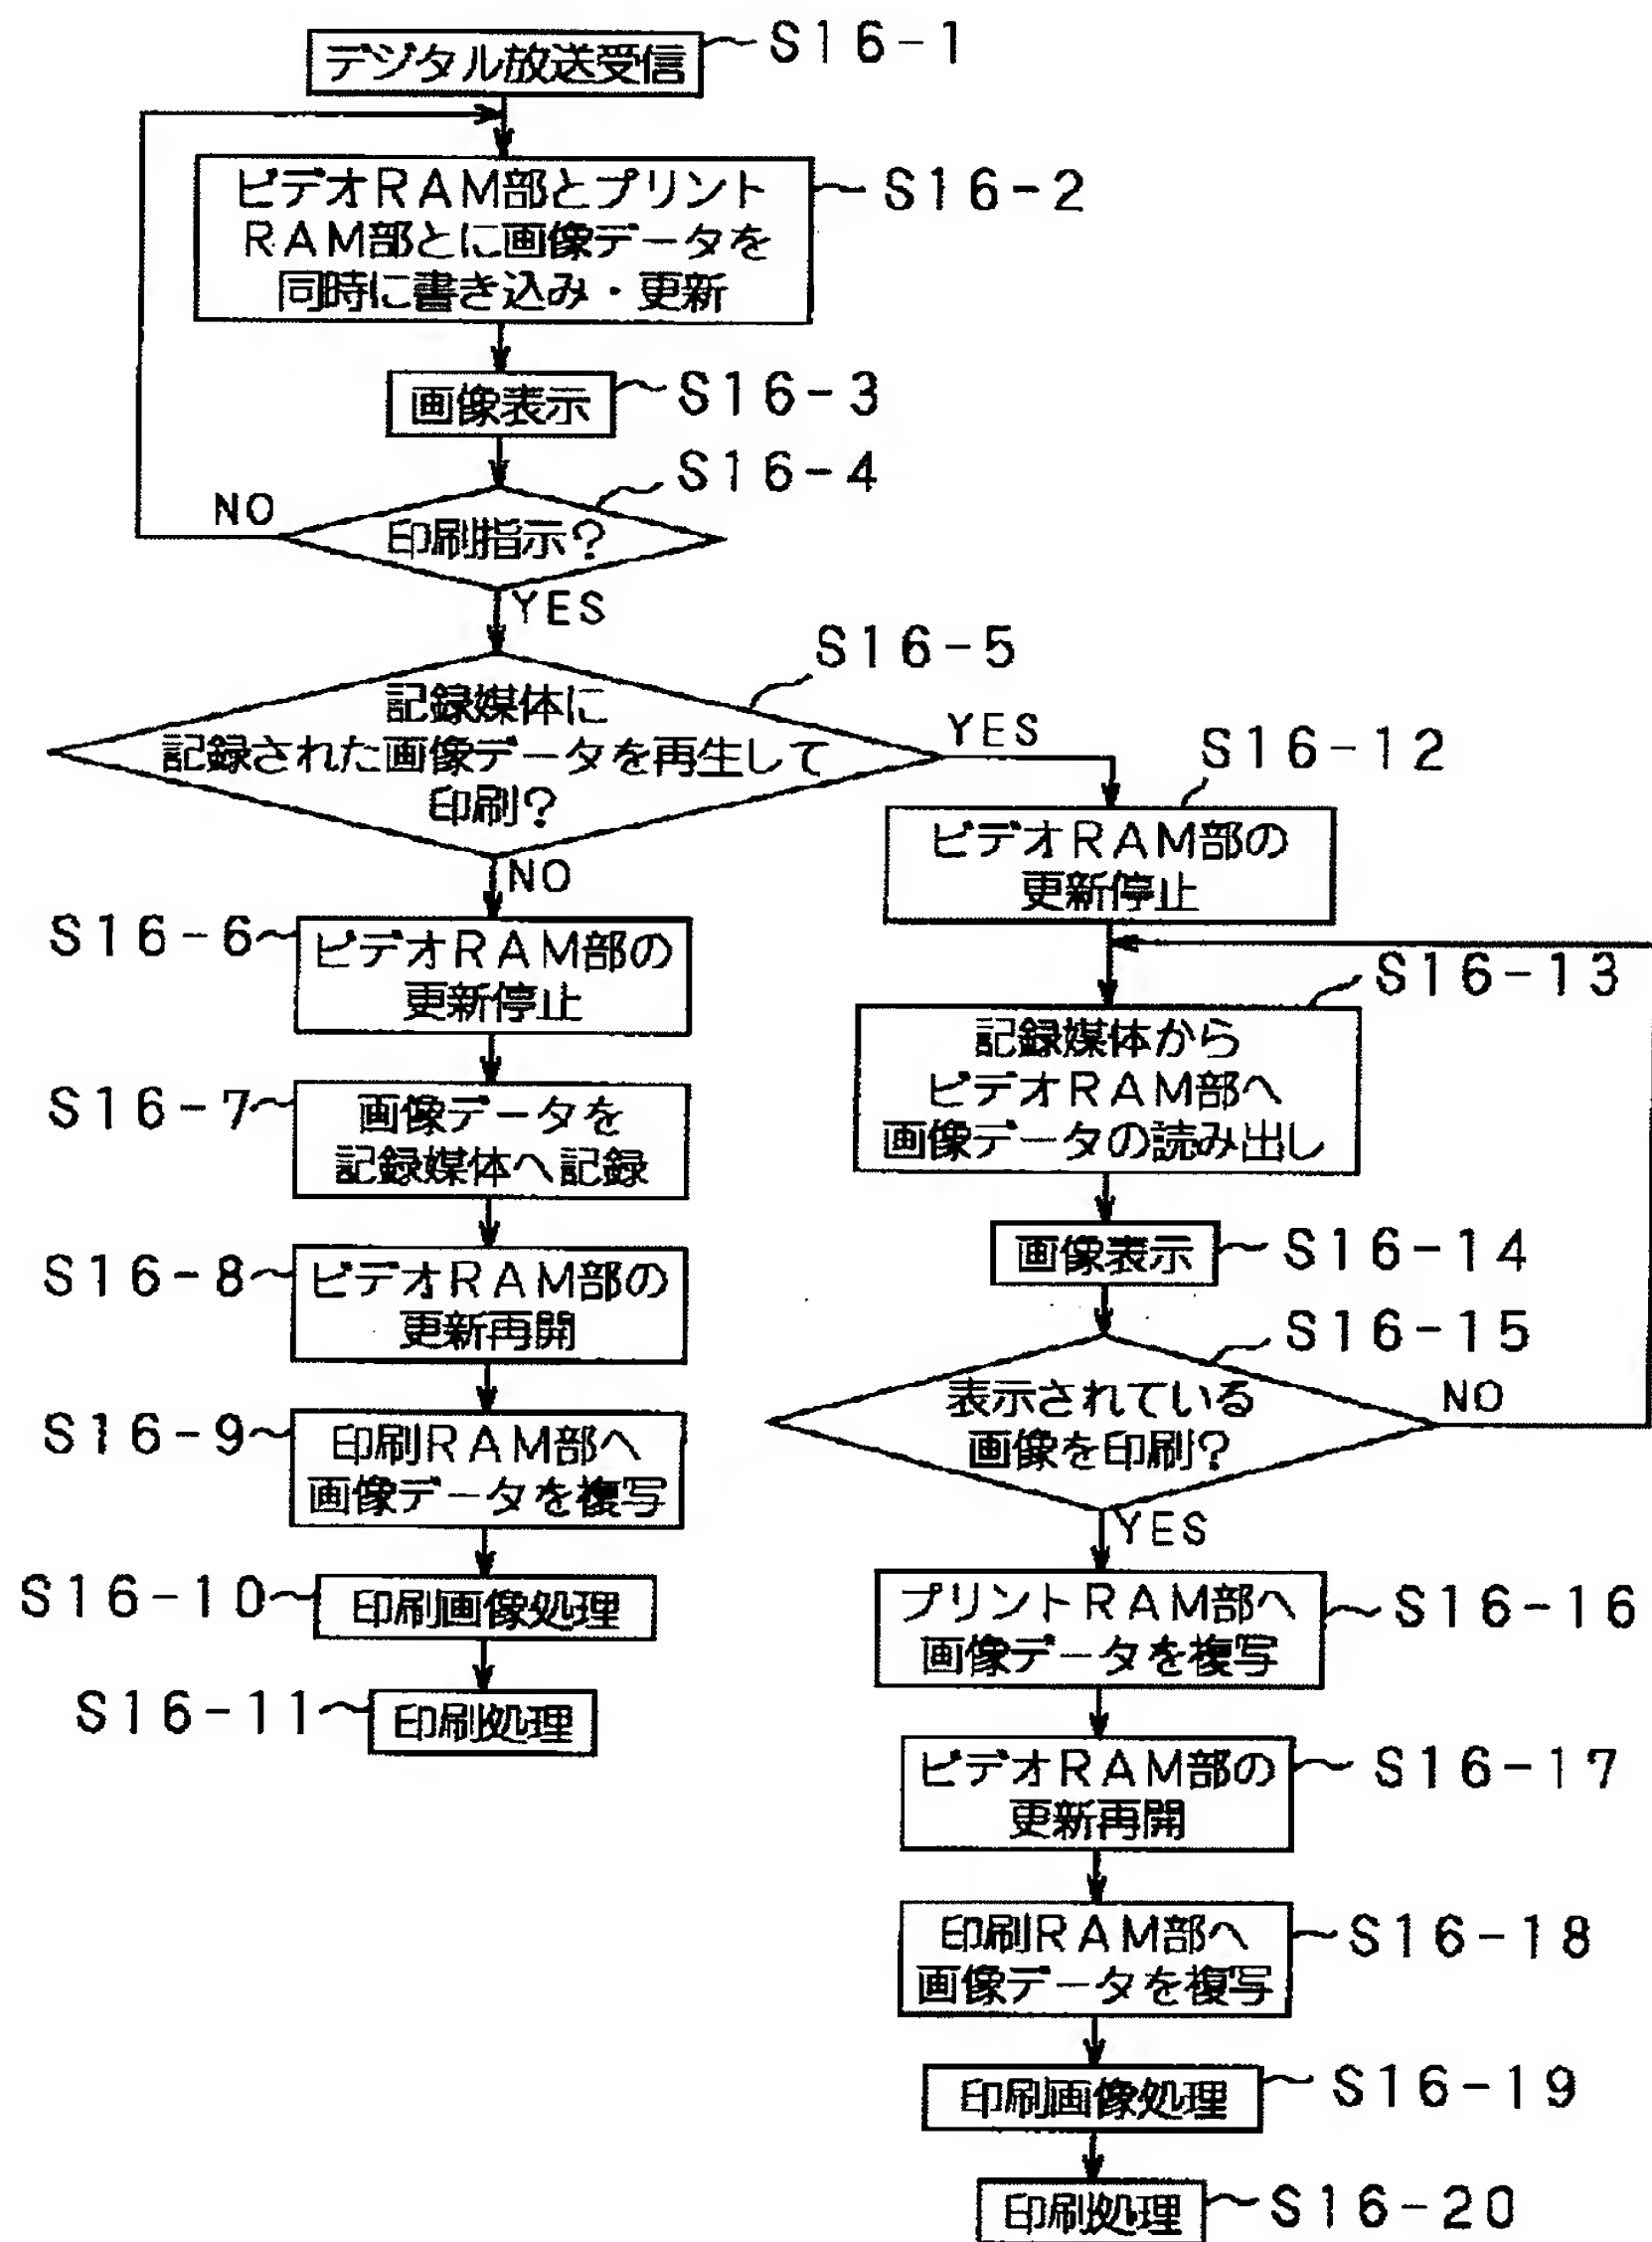 デジタル放送受信
S16-1
ビデオRAM部とプリント
RAM部とに画像データを
同時に書き込み・更新
S16-2
画像表示
S16-3
S16-4
NO
印刷指示?
YES
S16-5
記録媒体に
記録された画像データを再生して
印刷?
YES
NO
S16-6
ビデオRAM部の
更新停止
S16-7
画像データを
記録媒体へ記録
S16-8
ビデオRAM部の
更新再開
S16-9
印刷RAM部へ
画像データを複写
S16-10
印刷画像処理
S16-11
印刷処理
S16-12
ビデオRAM部の
更新停止
S16-13
記録媒体から
ビデオRAM部へ
画像データの読み出し
画像表示
S16-14
S16-15
表示されている
画像を印刷?
NO
YES
プリントRAM部へ
画像データを複写
S16-16
ビデオRAM部の
更新再開
S16-17
印刷RAM部へ
画像データを複写
S16-18
印刷画像処理
S16-19
印刷処理
S16-20